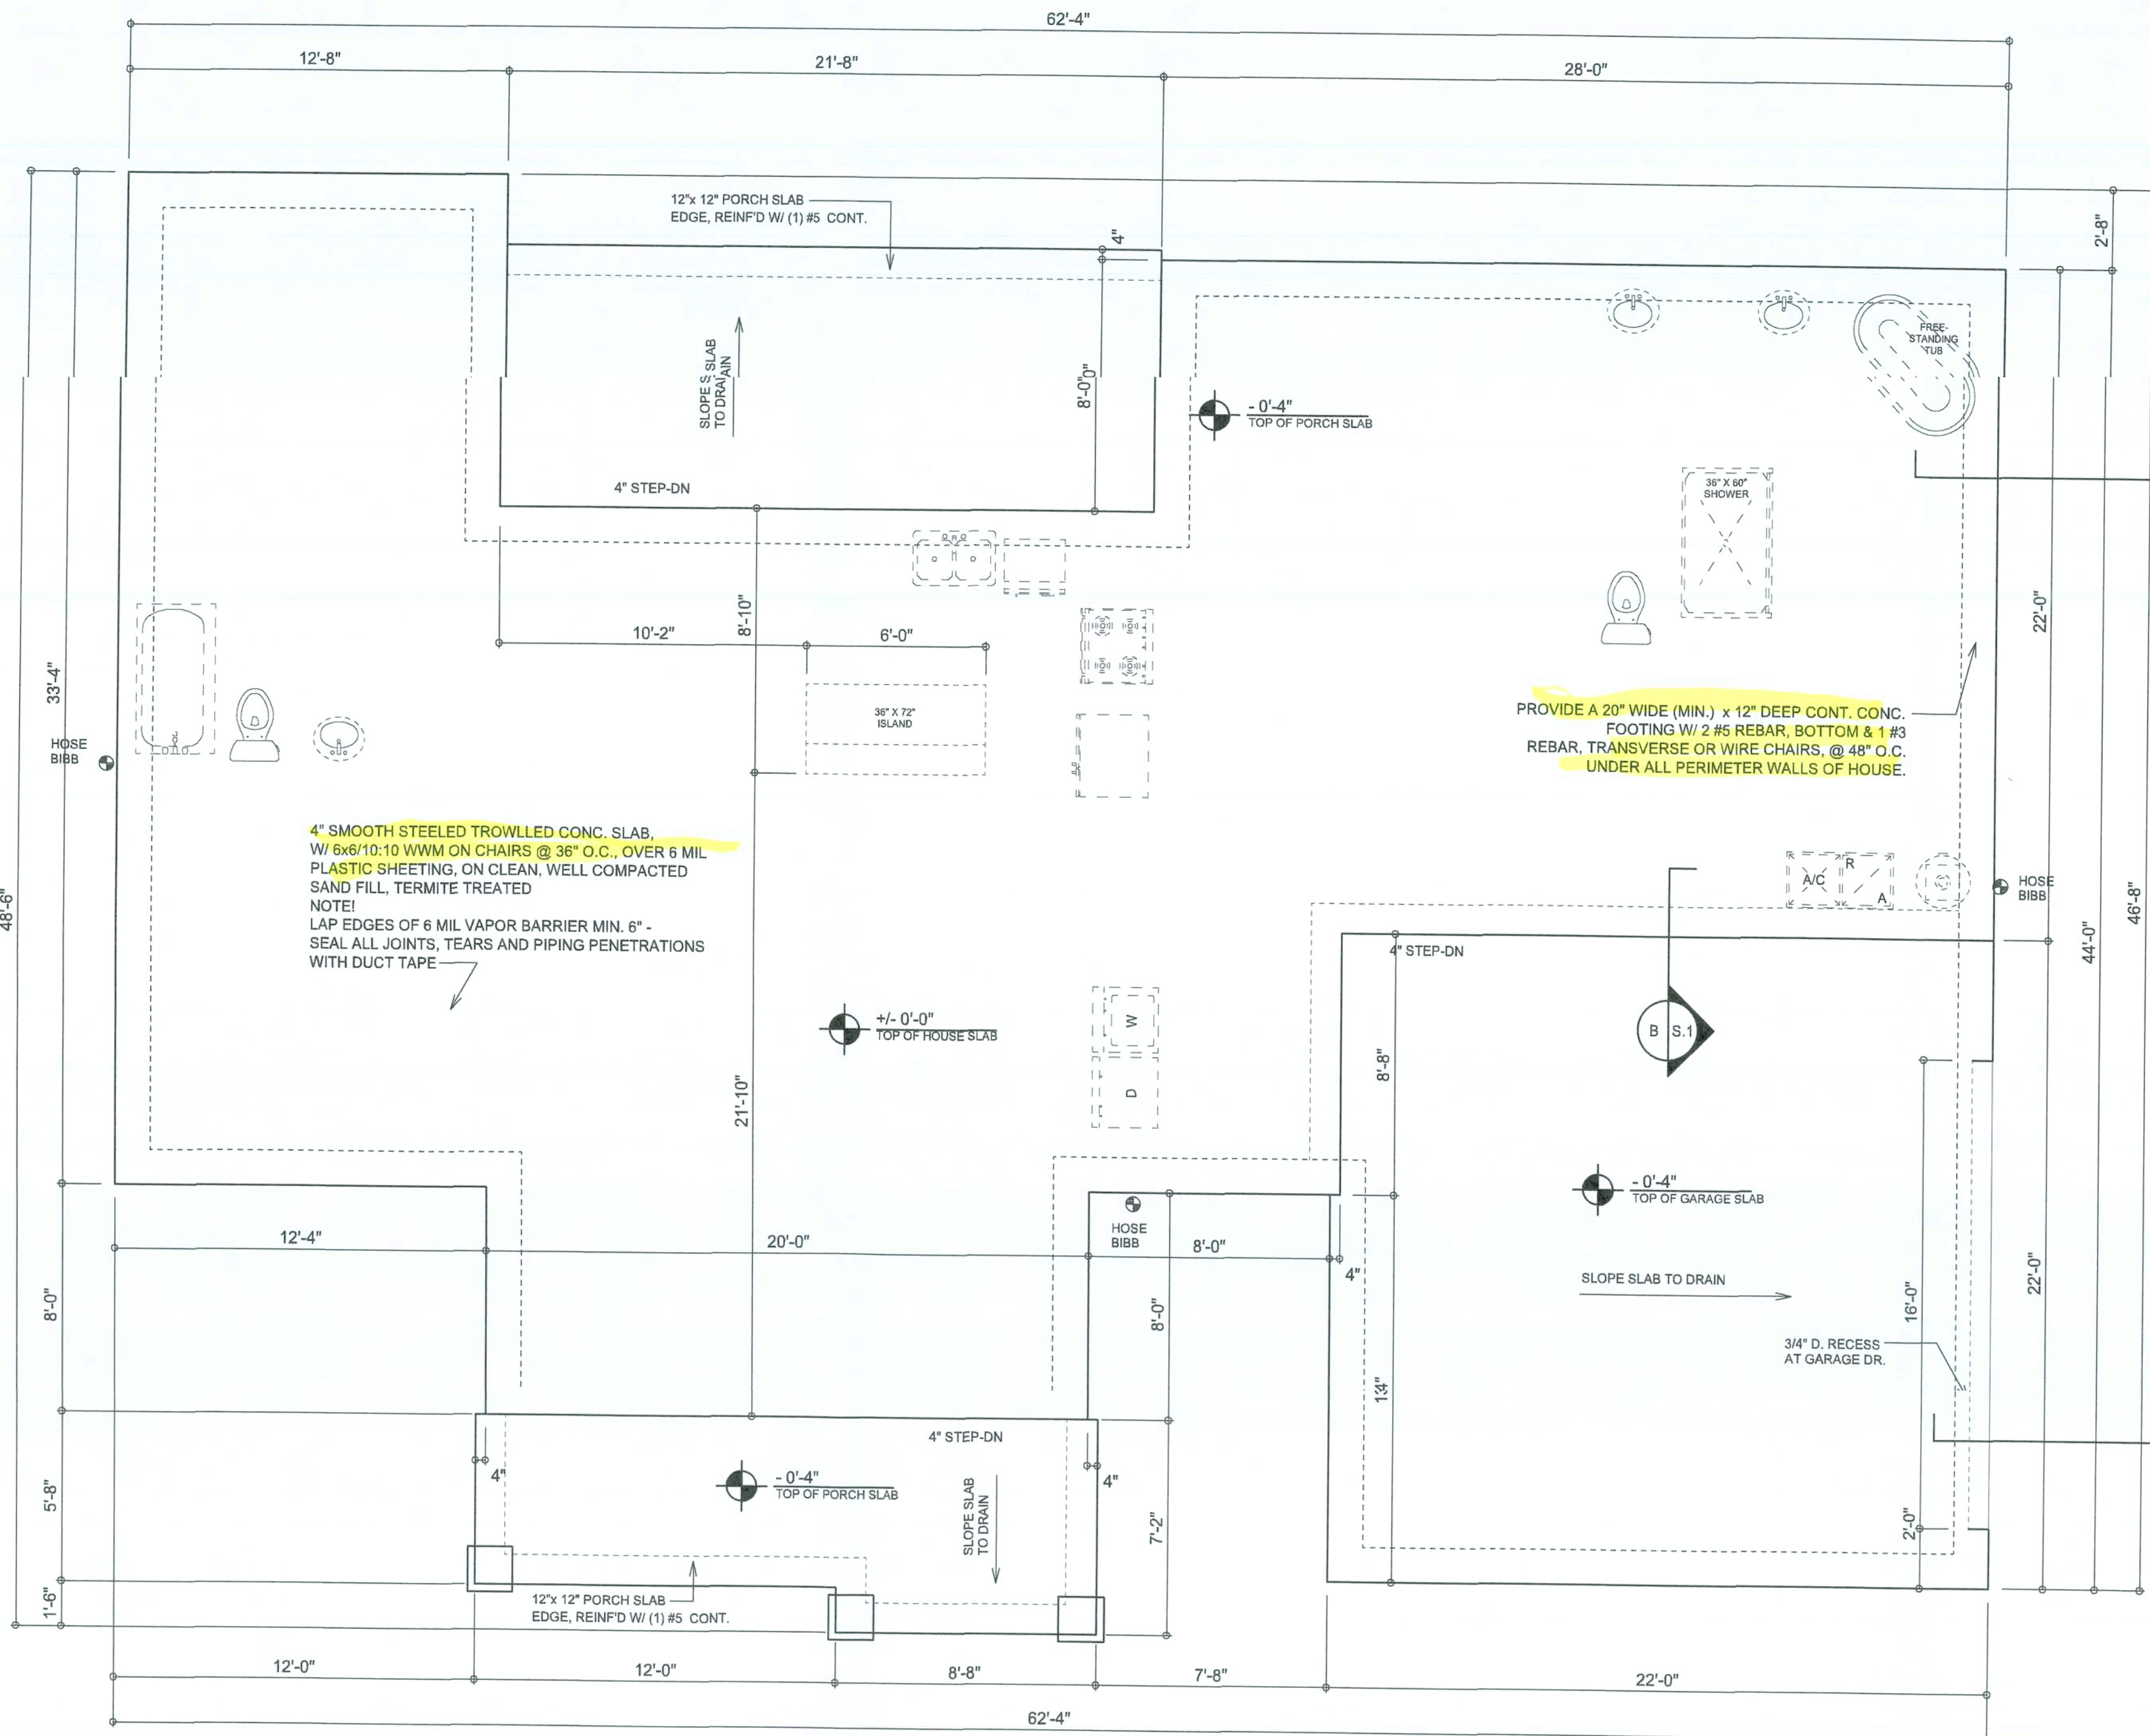 62'-4"
12'-8"
21'-8"
28'-0"
12"x 12" PORCH SLAB
EDGE, REINF'D W/ (1) #5 CONT.
4"
2'-8"
FREE-
STANDING
TUB
SLOPE S SLAB
TO DRAIAIN
8'-0"0"
- 0'-4"
TOP OF PORCH SLAB
4" STEP-DN
36" X 60"
SHOWER
8'-10"
10'-2"
6'-0"
22'-0"
33'-4"
36" X 72"
ISLAND
HOSE
BIBB
PROVIDE A 20" WIDE (MIN.) x 12" DEEP CONT. CONC.
FOOTING W/ 2 #5 REBAR, BOTTOM & 1 #3
REBAR, TRANSVERSE OR WIRE CHAIRS, @ 48" O.C.
UNDER ALL PERIMETER WALLS OF HOUSE.
4" SMOOTH STEELED TROWLLED CONC. SLAB,
W/ 6x6/10:10 WWM ON CHAIRS @ 36" O.C., OVER 6 MIL
PLASTIC SHEETING, ON CLEAN, WELL COMPACTED
SAND FILL, TERMITE TREATED
NOTE!
LAP EDGES OF 6 MIL VAPOR BARRIER MIN. 6" -
SEAL ALL JOINTS, TEARS AND PIPING PENETRATIONS
WITH DUCT TAPE
A/C
R
A
HOSE
BIBB
48'-6"
46'-8"
44'-0"
4" STEP-DN
+/- 0'-0"
TOP OF HOUSE SLAB
W
D
B
S.1
8'-8"
21'-10"
- 0'-4"
TOP OF GARAGE SLAB
HOSE
BIBB
12'-4"
20'-0"
8'-0"
4"
SLOPE SLAB TO DRAIN
8'-0"
8'-0"
16'-0"
22'-0"
3/4" D. RECESS
AT GARAGE DR.
4" STEP-DN
4"
4"
- 0'-4"
TOP OF PORCH SLAB
SLOPE SLAB
TO DRAIN
5'-8"
7'-2"
2'-0"
1'-6"
12"x 12" PORCH SLAB
EDGE, REINF'D W/ (1) #5 CONT.
12'-0"
12'-0"
8'-8"
7'-8"
22'-0"
62'-4"